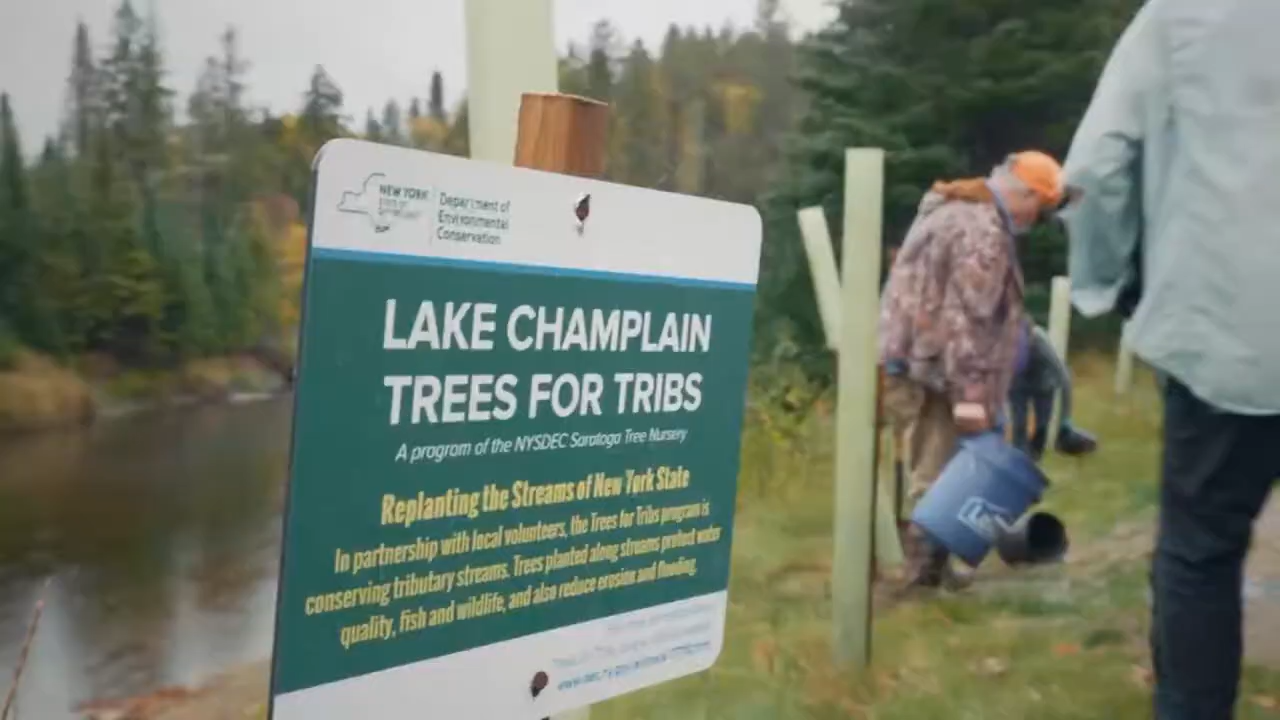 NEW YORK
Department of
Environmental
Conservation
LAKE CHAMPLAIN
TREES FOR TRIBS
A program of the NYSDEC Saratoga Tree Nursery
Replanting the Streams of New York State
In partnership with local volunteers, the Trees for Tribs program is
conserving tributary streams. Trees planted along streams protect water
quality, fish and wildlife, and also reduce erosion and flooding.